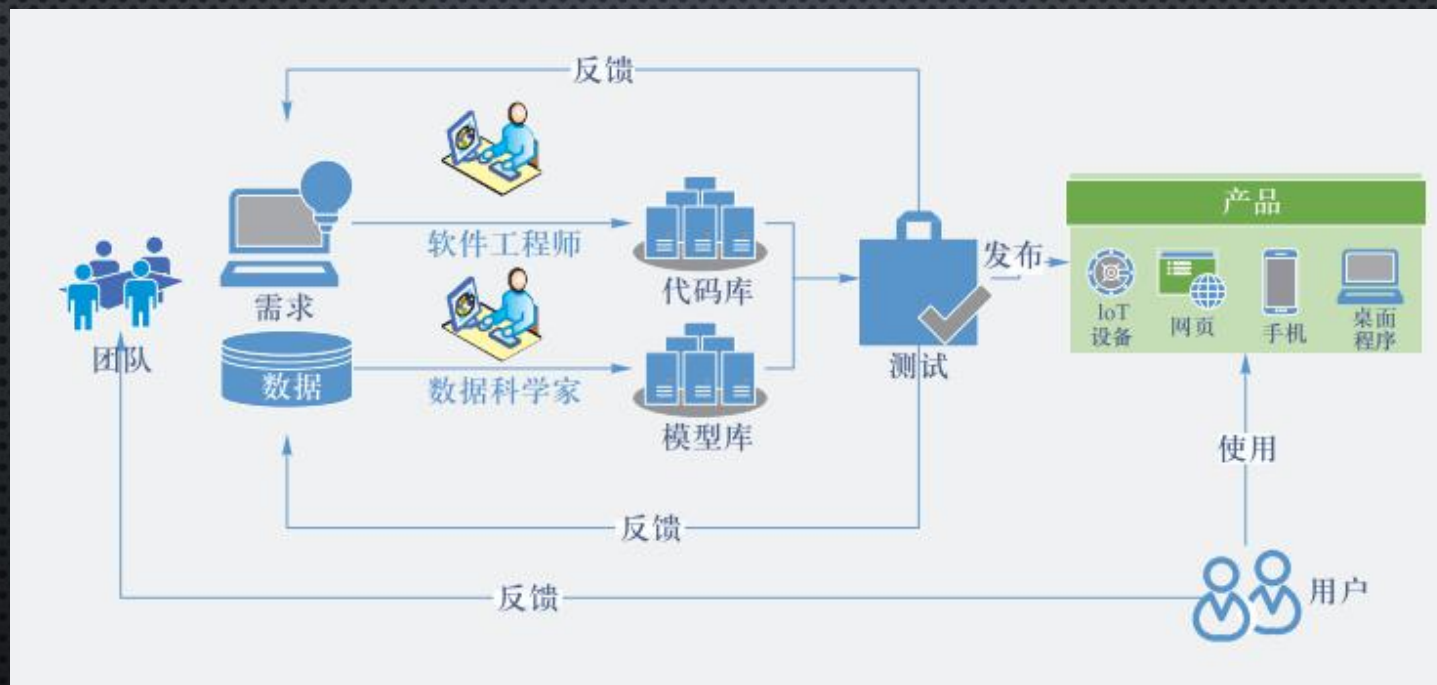 反馈
产品
软件工程师
发布
需求
代码库
IoT
设备
网页
手机
桌面
程序
团队
数据
数据科学家
测试
模型库
使用
反馈
反馈
用户